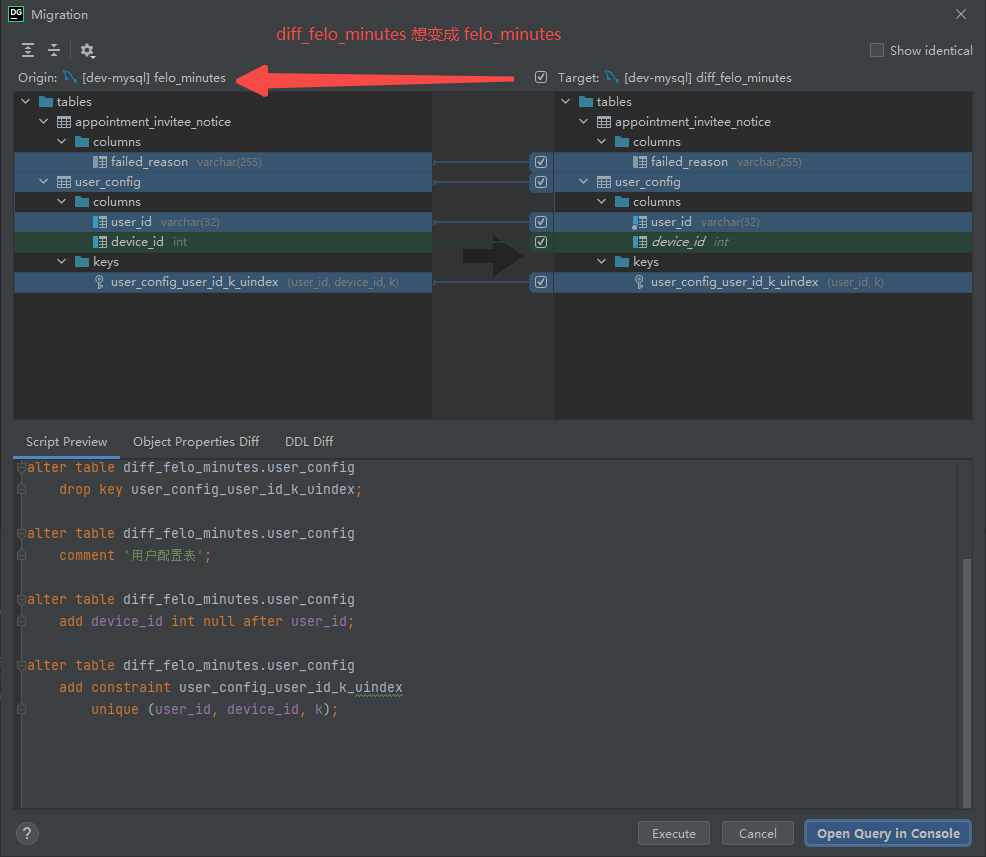 DG
Migration
diff_felo_minutes 想变成 felo_minutes
Show identical
Origin: [dev-mysql] felo_minutes
Target: [dev-mysql] diff_felo_minutes
tables
tables
appointment_invitee_notice
appointment_invitee_notice
columns
columns
failed_reason varchar(255)
failed_reason varchar(255)
user_config
user_config
columns
columns
user_id varchar(32)
user_id varchar(32)
device_id int
device_id int
keys
keys
user_config_user_id_k_uindex (user_id, device_id, k)
user_config_user_id_k_uindex (user_id, k)
Script Preview Object Properties Diff DDL Diff
alter table diff_felo_minutes.user_config
drop key user_config_user_id_k_uindex;
alter table diff_felo_minutes.user_config
comment '用户配置表';
alter table diff_felo_minutes.user_config
add device_id int null after user_id;
alter table diff_felo_minutes.user_config
add constraint user_config_user_id_k_uindex
unique (user_id, device_id, k);
?
Execute
Cancel
Open Query in Console